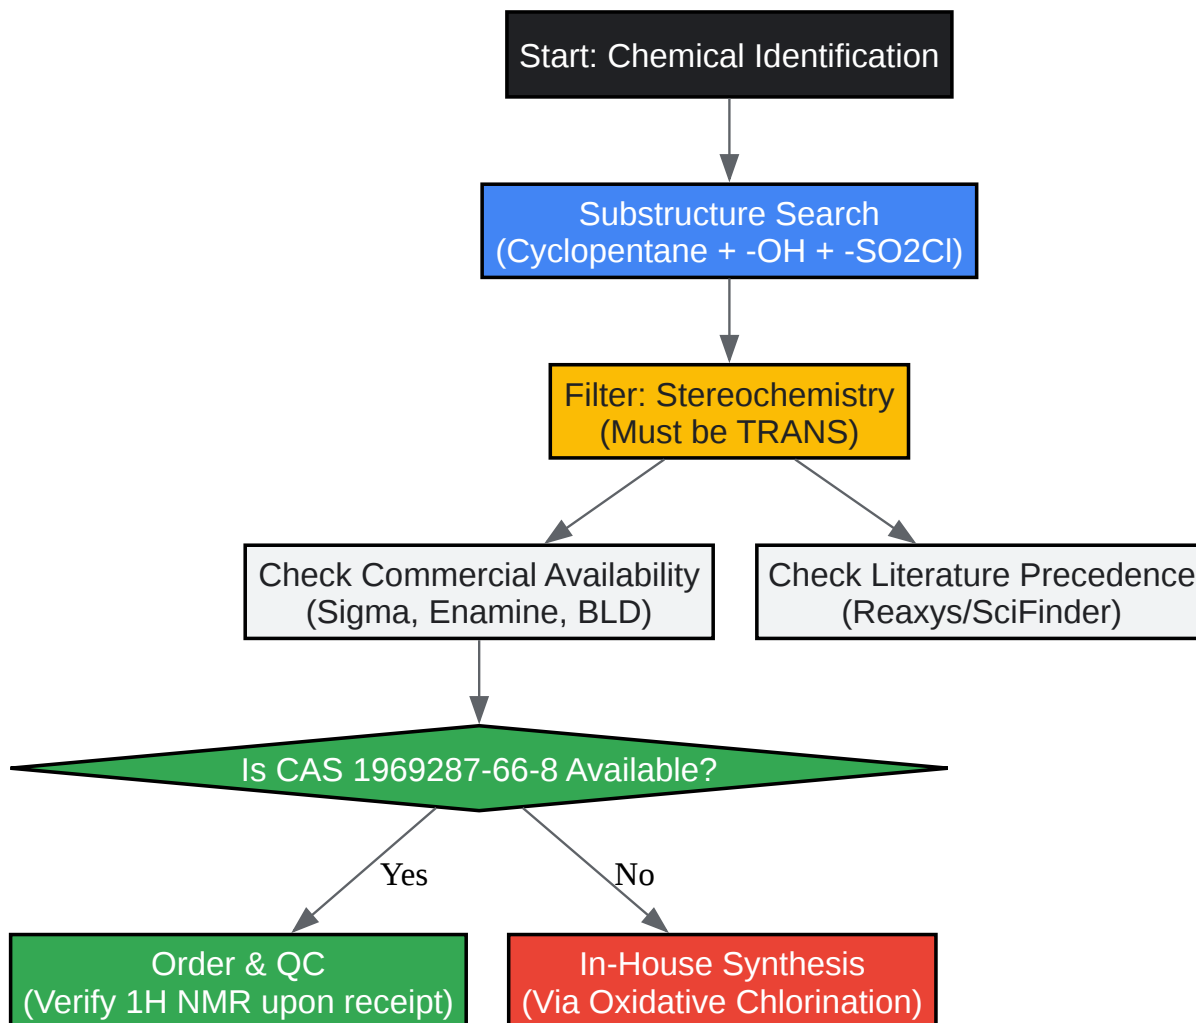 Start: Chemical Identification
Substructure Search
(Cyclopentane + -OH + -SO2Cl)
Filter: Stereochemistry
(Must be TRANS)
Check Commercial Availability
(Sigma, Enamine, BLD)
Check Literature Precedence
(Reaxys/SciFinder)
Is CAS 1969287-66-8 Available?
Yes
No
Order & QC
(Verify 1H NMR upon receipt)
In-House Synthesis
(Via Oxidative Chlorination)